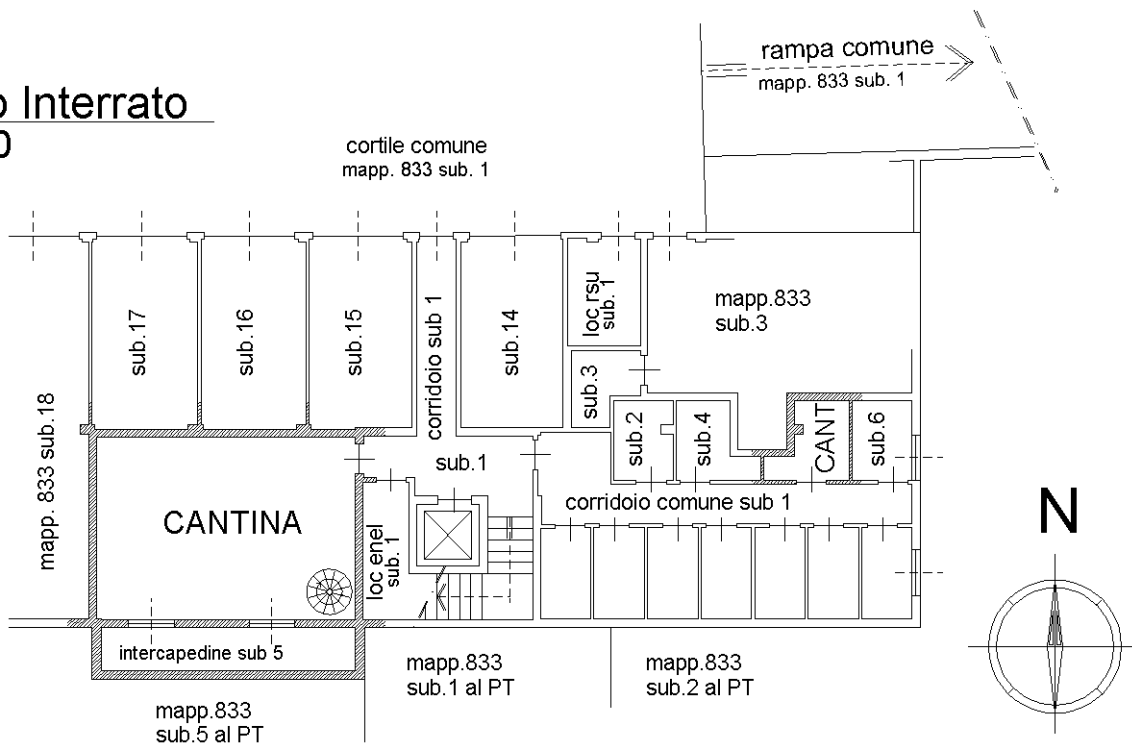 rampa comune
mapp. 833 sub. 1
o Interrato
0
cortile comune
mapp. 833 sub. 1
sub.17
sub.16
sub.15
corridoio sub 1
sub.14
loc rsu
sub. 1
mapp.833
sub.3
sub.3
sub.2
sub.4
CANT
sub.6
mapp. 833 sub.18
sub.1
CANTINA
corridoio comune sub 1
loc enel
sub. 1
N
intercapedine sub 5
mapp.833
sub.1 al PT
mapp.833
sub.2 al PT
mapp.833
sub.5 al PT